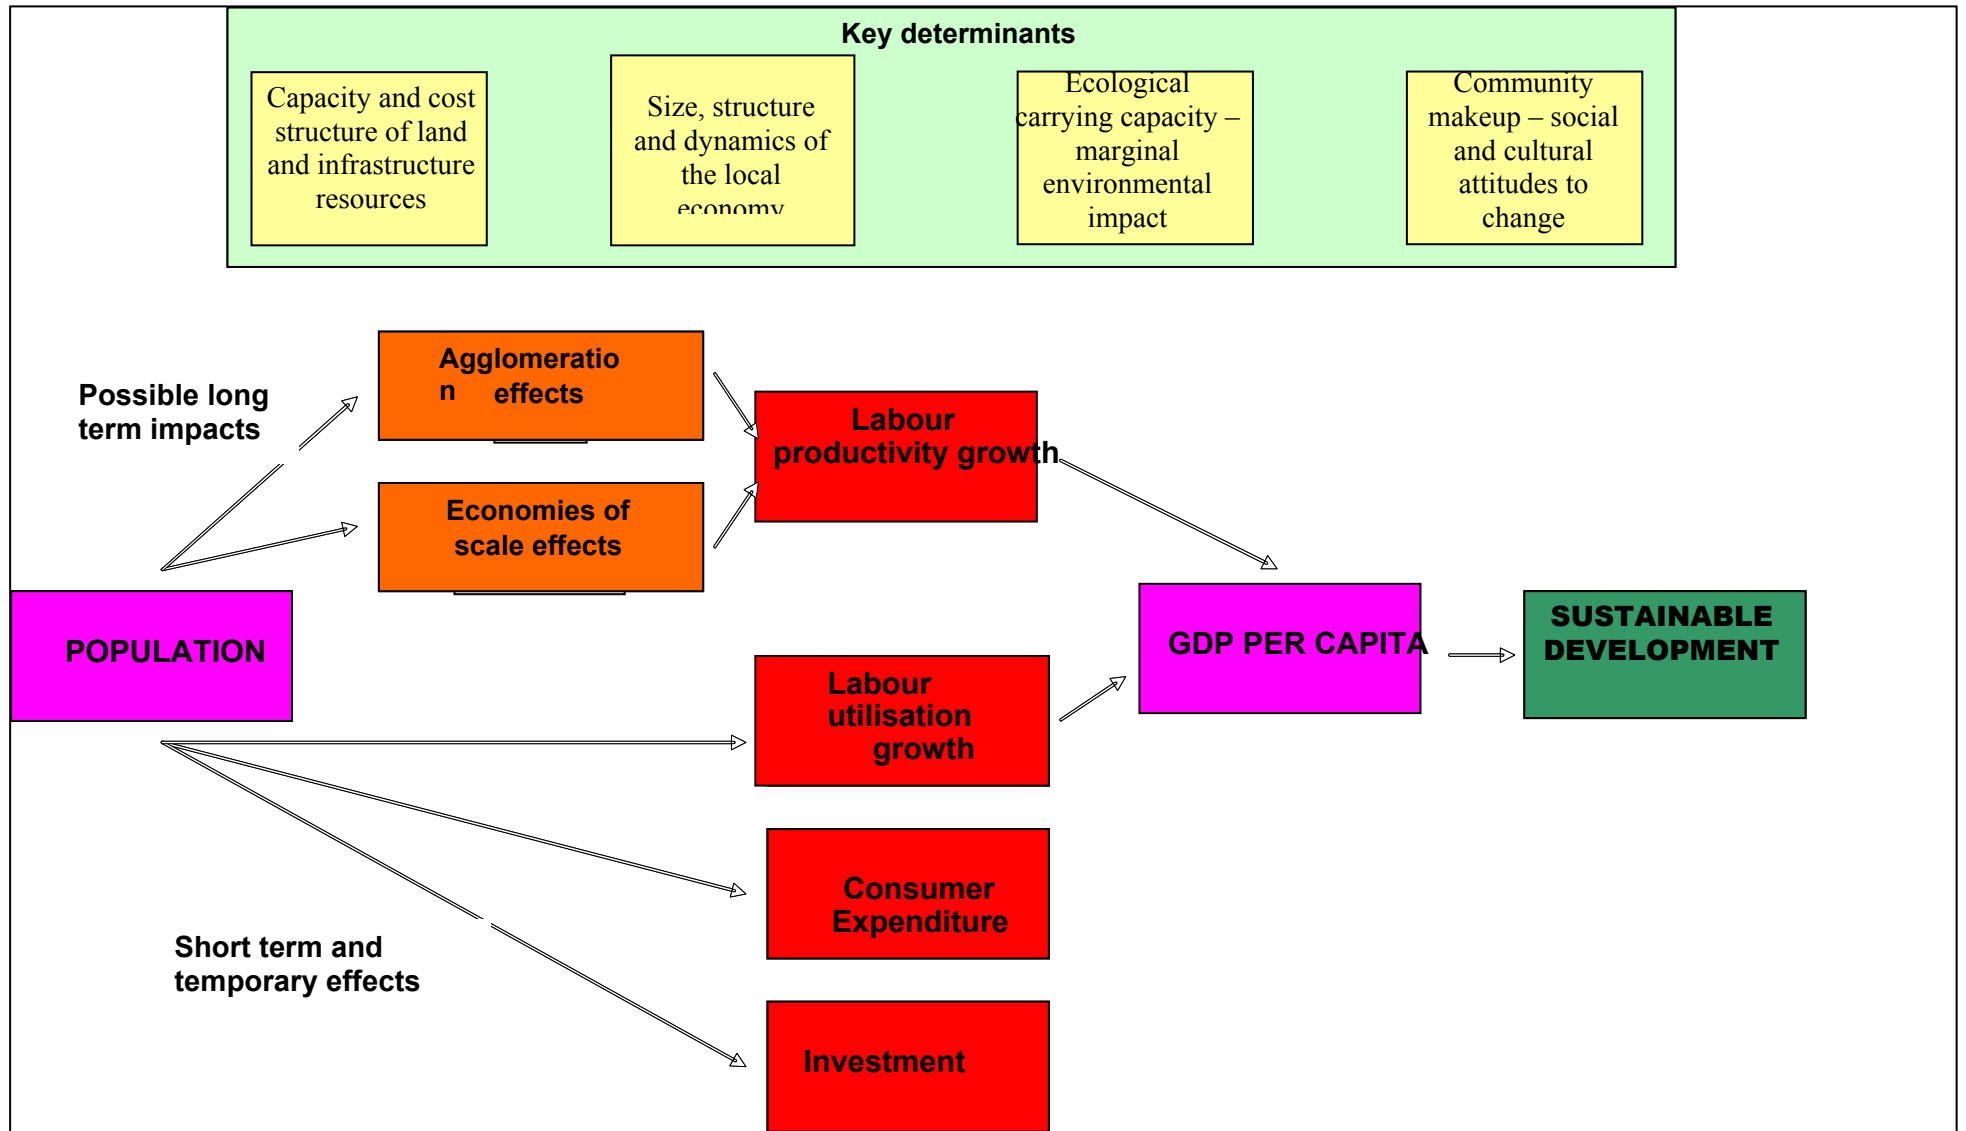 Key determinants
Capacity and cost
structure of land
and infrastructure
resources
Size, structure
and dynamics of
the local
economy
Ecological
carrying capacity –
marginal
environmental
impact
Community
makeup – social
and cultural
attitudes to
change
Possible long
term impacts
Agglomeratio
n effects
Economies of
scale effects
Labour
productivity growth
POPULATION
GDP PER CAPITA
SUSTAINABLE
DEVELOPMENT
Labour
utilisation
growth
Consumer
Expenditure
Short term and
temporary effects
Investment